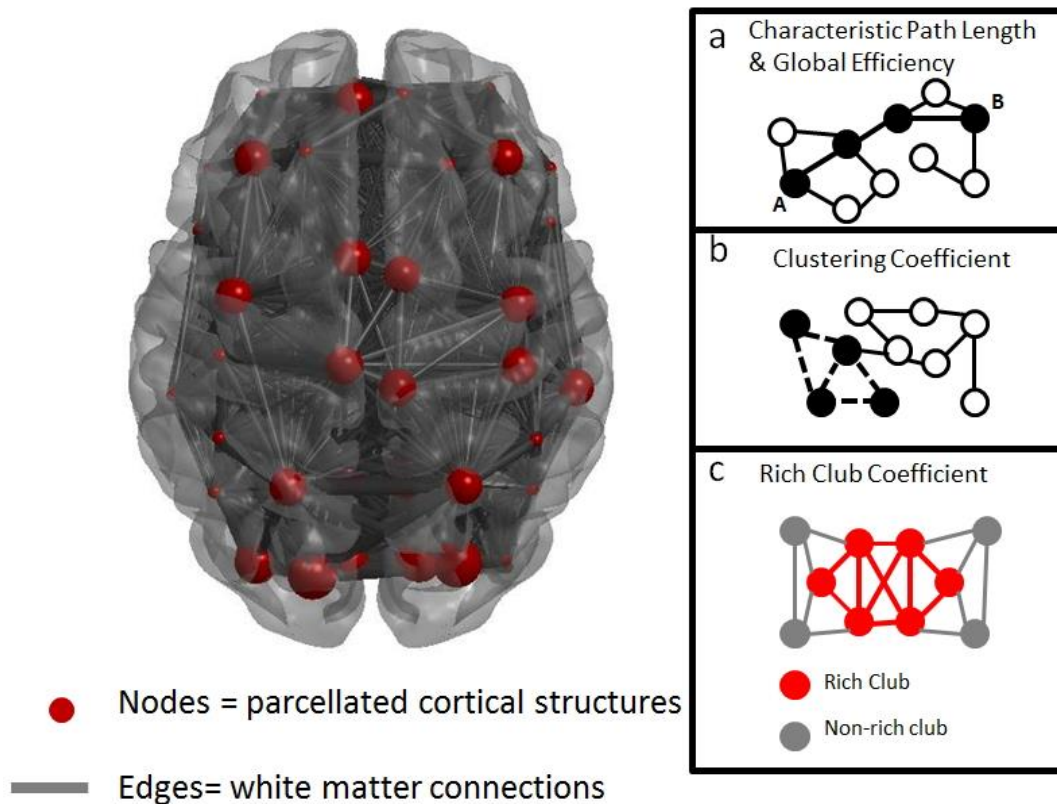 a
Characteristic Path Length
& Global Efficiency
B
A
b
Clustering Coefficient
c
Rich Club Coefficient
Rich Club
Non-rich club
Nodes = parcellated cortical structures
Edges= white matter connections